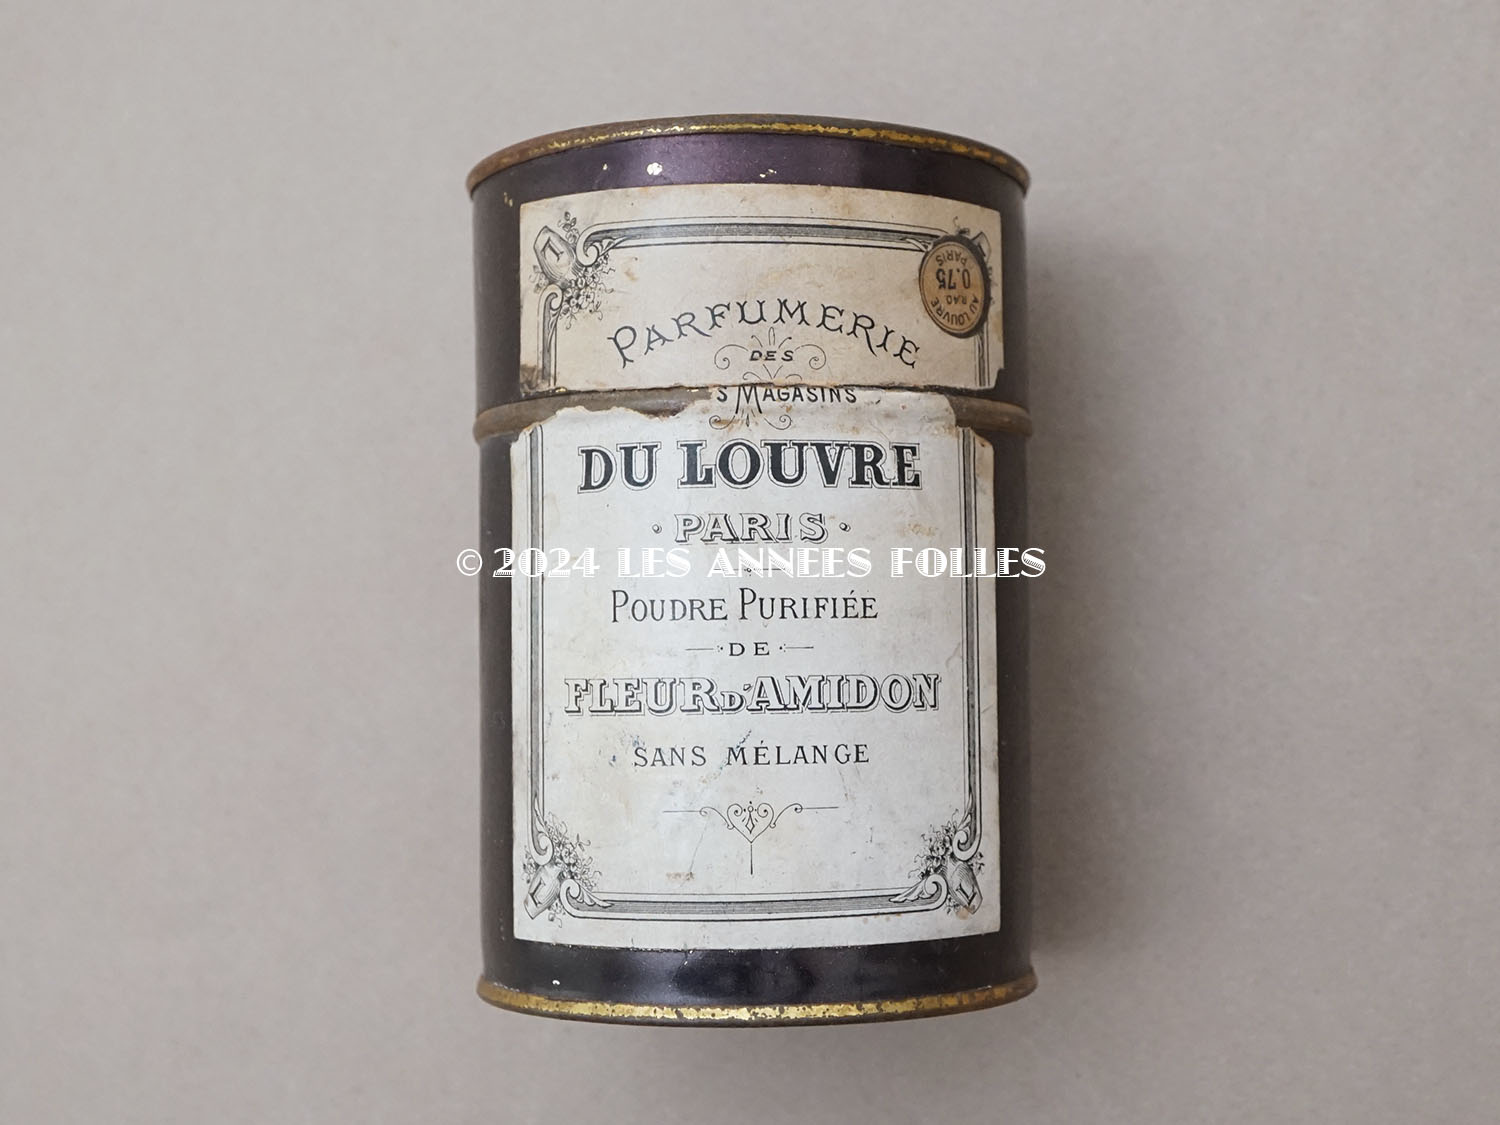 PARFUMERIE
DES
S MAGASINS
DU LOUVRE
· PARIS ·
POUDRE PURIFIÉE
DE
FLEUR D'AMIDON
SANS MÉLANGE
AU LOUVRE
PARIS
0.75
L
L
L
© 2024 LES ANNEES FOLLES